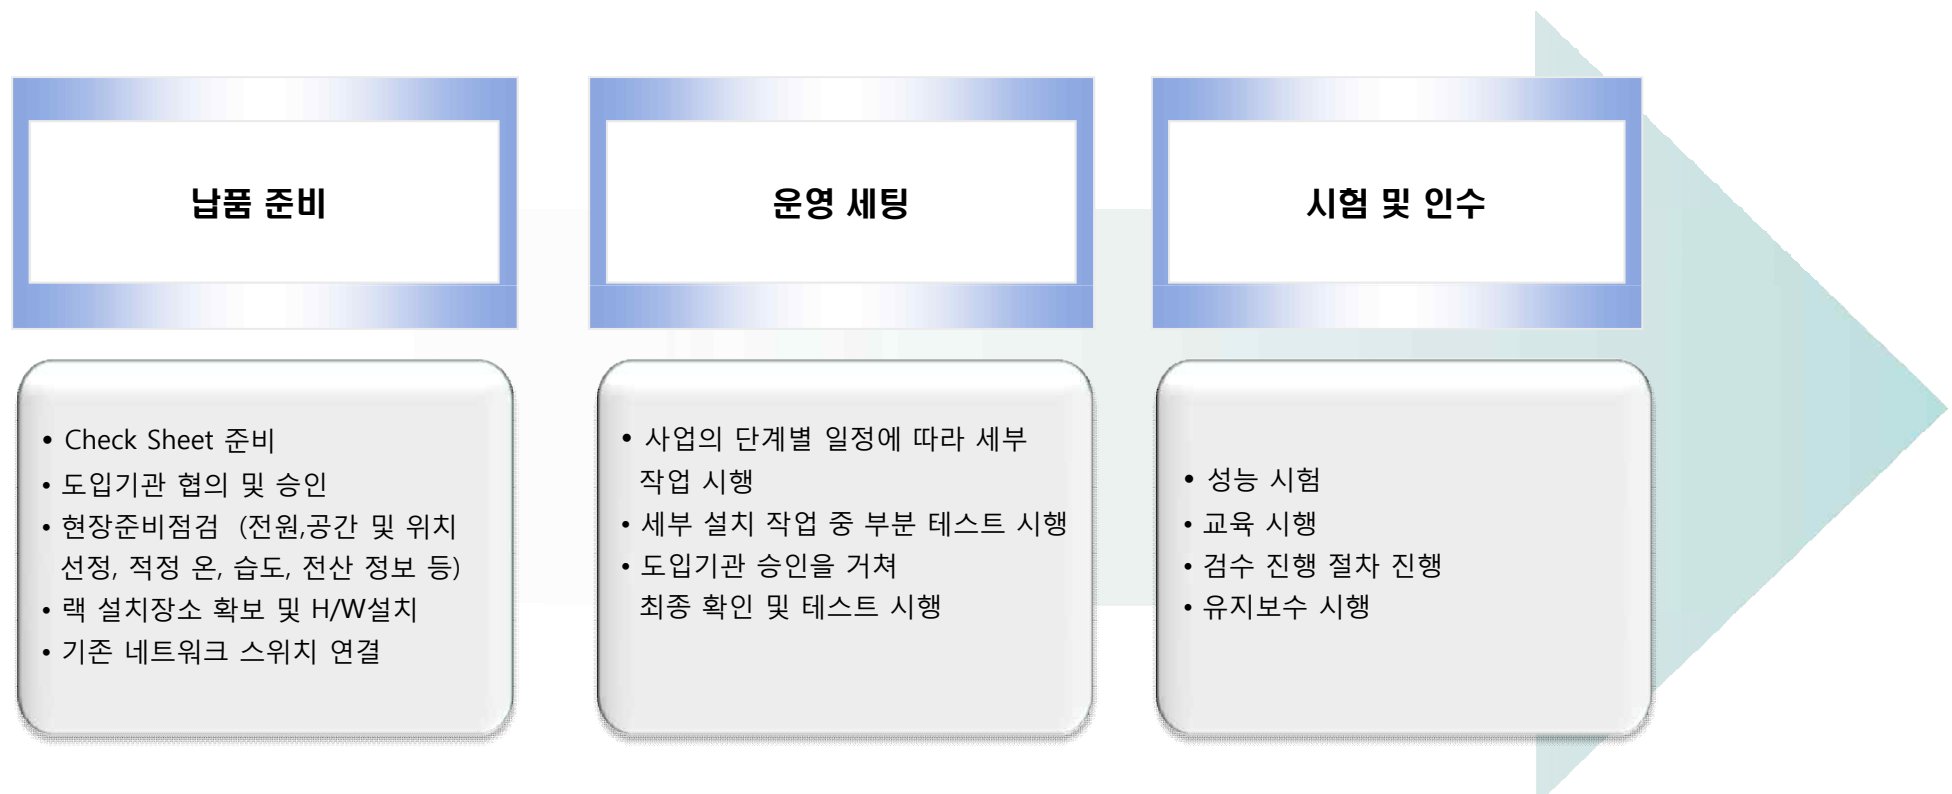 납품 준비
• Check Sheet 준비
• 도입기관 협의 및 승인
• 현장준비점검 (전원,공간 및 위치
선정, 적정 온, 습도, 전산 정보 등)
• 랙 설치장소 확보 및 H/W설치
• 기존 네트워크 스위치 연결
운영 세팅
• 사업의 단계별 일정에 따라 세부
작업 시행
• 세부 설치 작업 중 부분 테스트 시행
• 도입기관 승인을 거쳐
최종 확인 및 테스트 시행
시험 및 인수
• 성능 시험
• 교육 시행
• 검수 진행 절차 진행
• 유지보수 시행